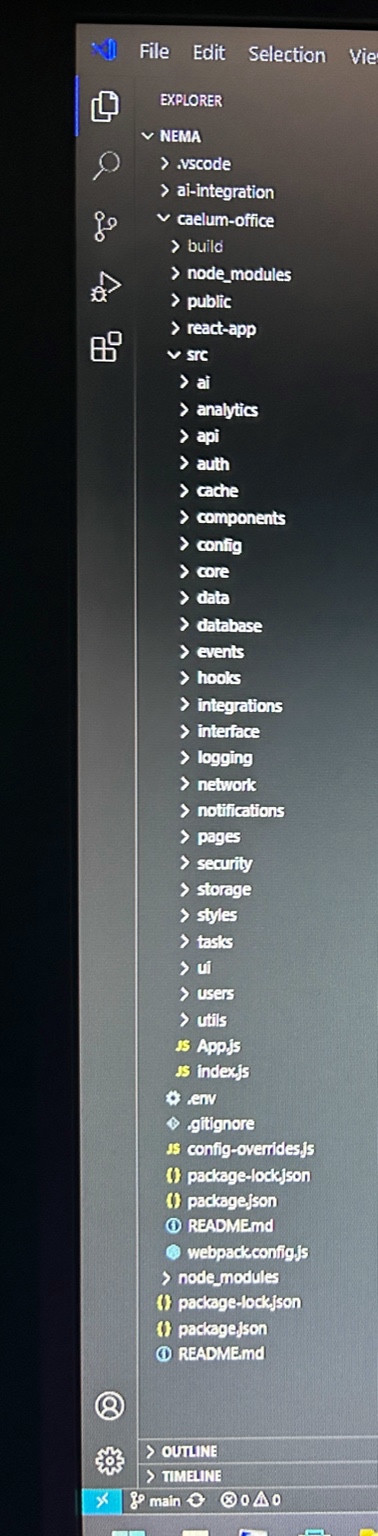 File Edit Selection
EXPLORER
NEMA
.vscode
ai-integration
caelum-office
build
node_modules
public
react-app
src
ai
analytics
api
auth
cache
components
config
core
data
database
events
hooks
integrations
interface
logging
network
notifications
pages
security
storage
styles
tasks
ui
users
utils
JS App.js
JS index.js
.env
.gitignore
JS config-overrides.js
{} package-lock.json
{} package.json
README.md
webpack.config.js
node_modules
{} package-lock.json
{} package.json
README.md
OUTLINE
TIMELINE
main 0 0